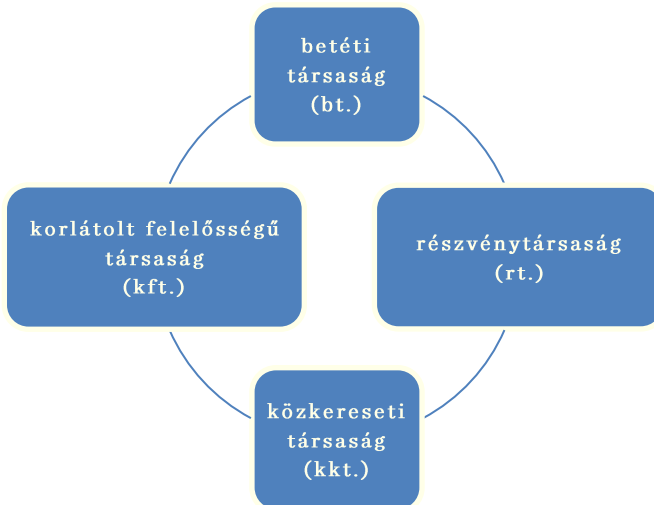 betéti
társaság
(bt.)
korlátolt felelősségű
társaság
(kft.)
részvénytársaság
(rt.)
közkereseti
társaság
(kkt.)